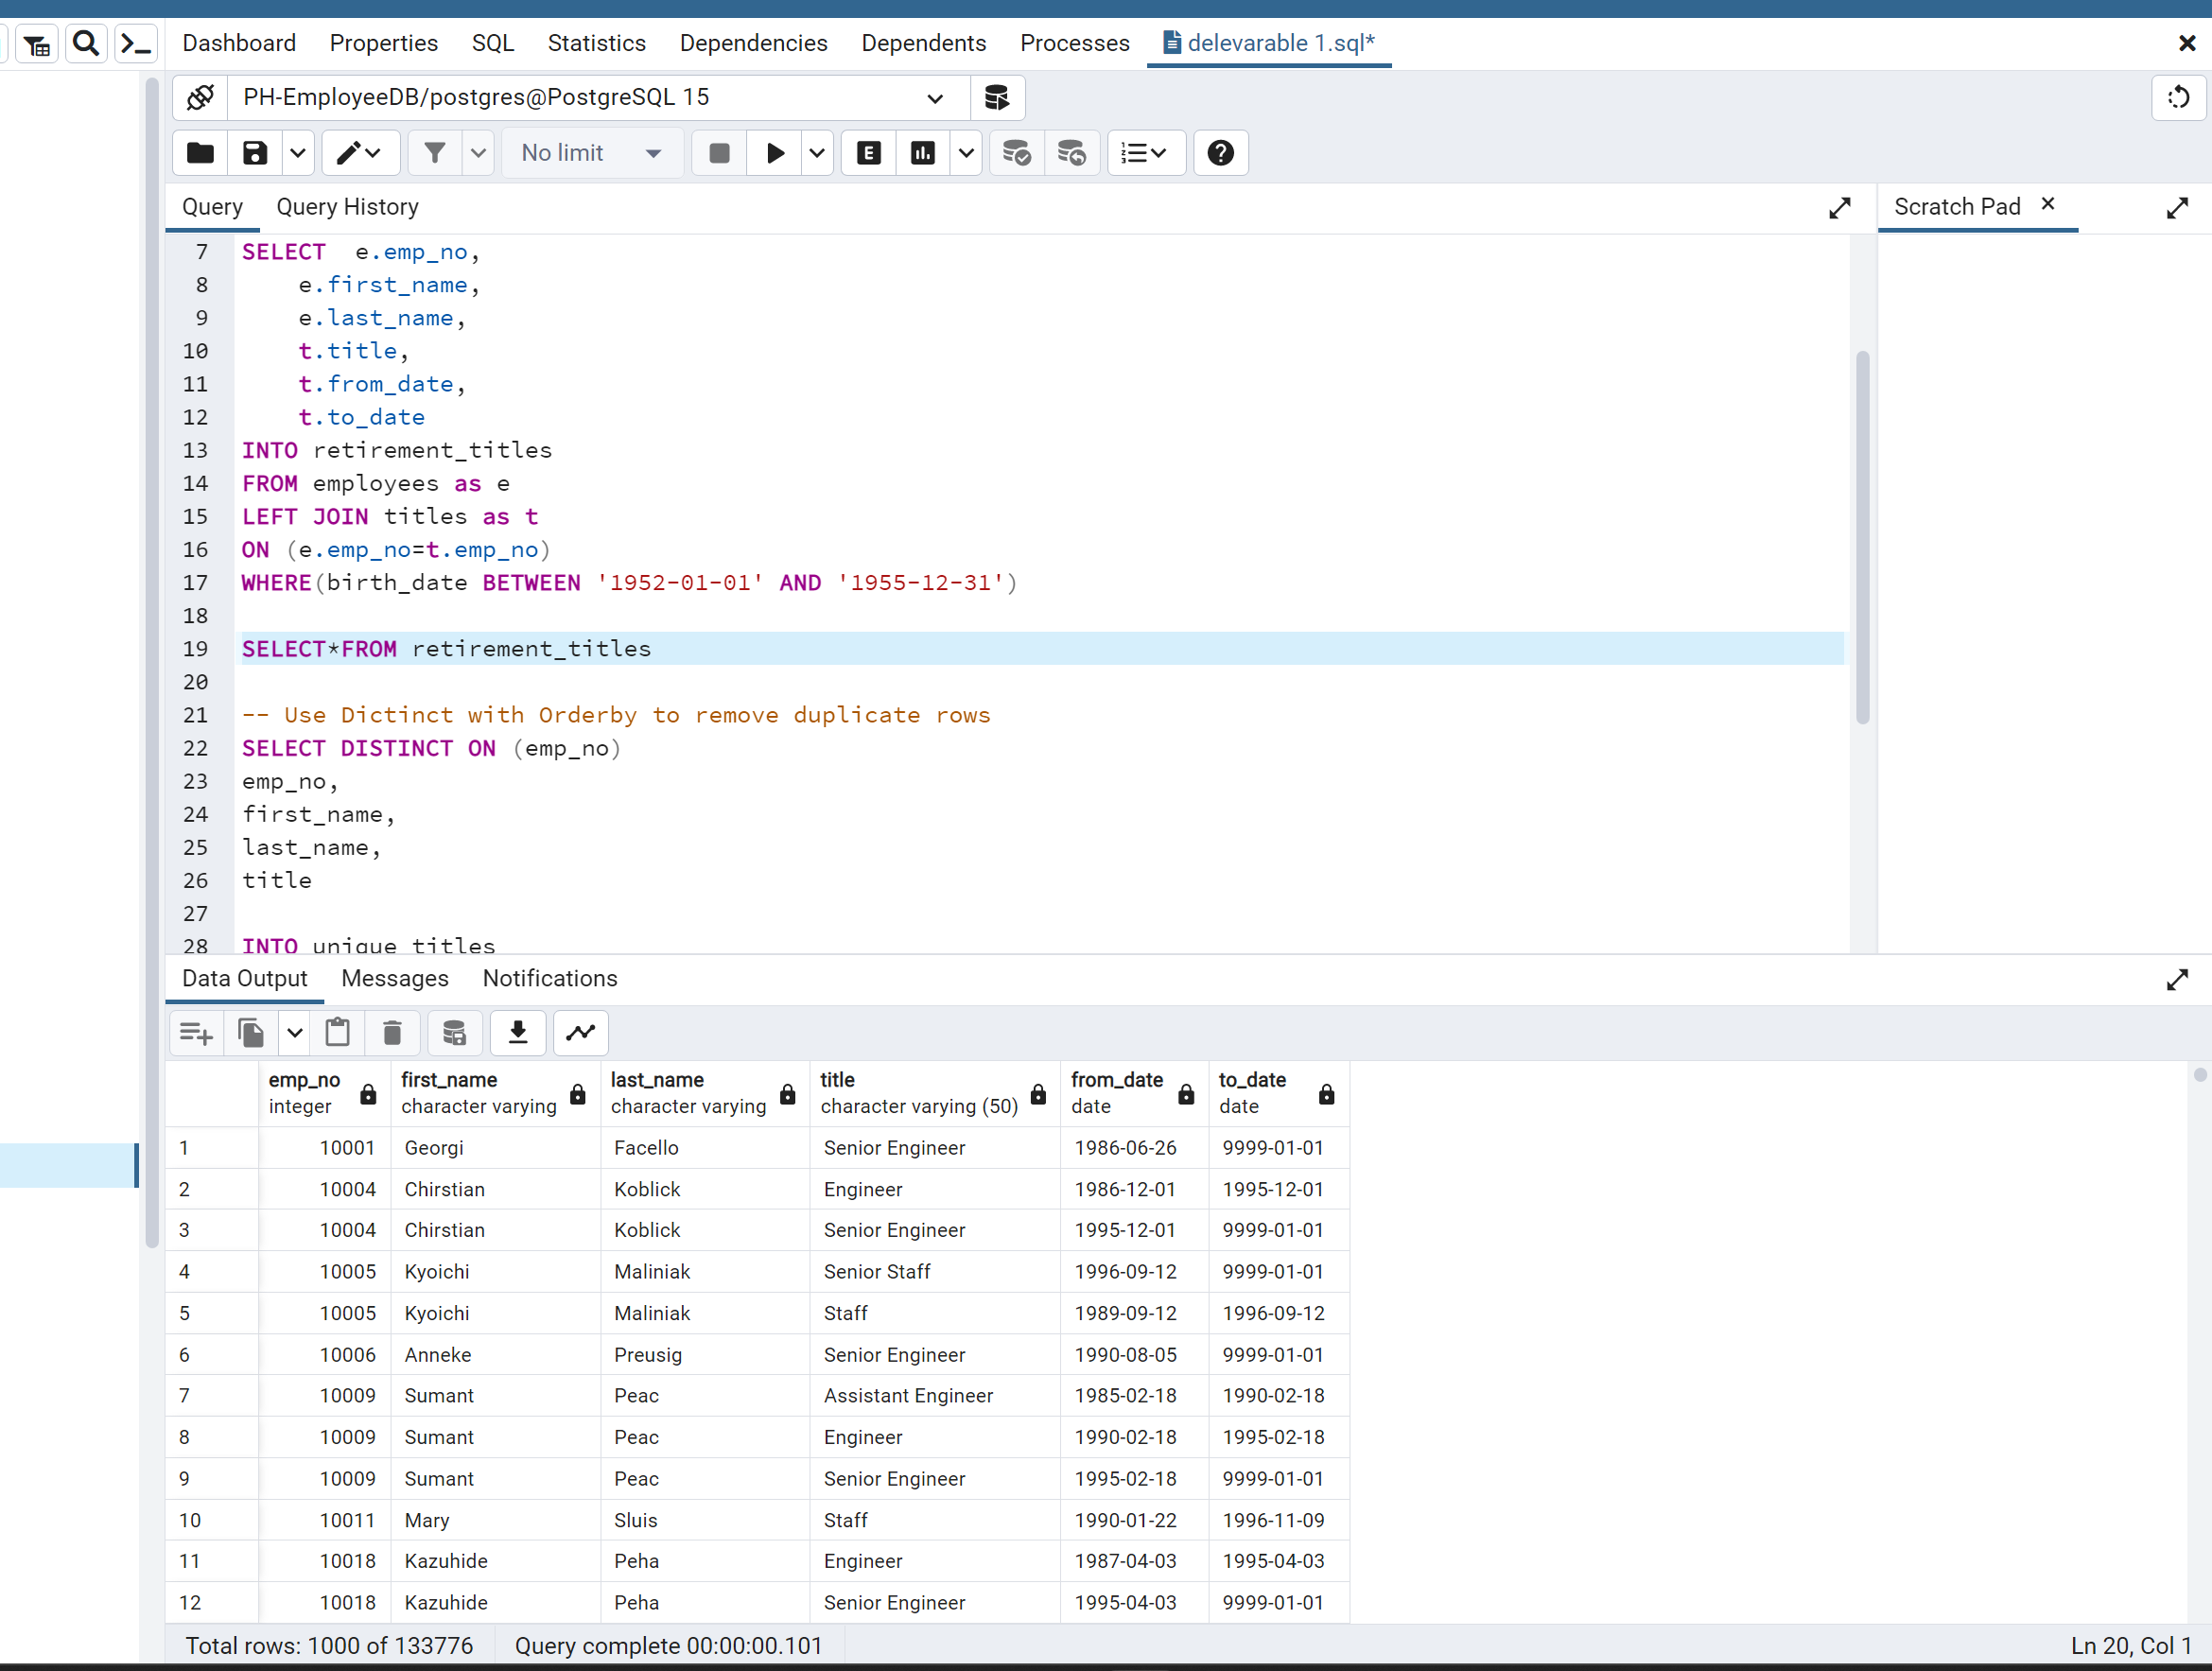 Dashboard Properties SQL Statistics Dependencies Dependents Processes delevarable 1.sql*
PH-EmployeeDB/postgres@PostgreSQL 15
No limit
Query Query History
Scratch Pad
7 SELECT  e.emp_no,
8 e.first_name,
9 e.last_name,
10 t.title,
11 t.from_date,
12 t.to_date
13 INTO retirement_titles
14 FROM employees as e
15 LEFT JOIN titles as t
16 ON (e.emp_no=t.emp_no)
17 WHERE(birth_date BETWEEN '1952-01-01' AND '1955-12-31')
18
19 SELECT*FROM retirement_titles
20
21 -- Use Dictinct with Orderby to remove duplicate rows
22 SELECT DISTINCT ON (emp_no)
23 emp_no,
24 first_name,
25 last_name,
26 title
27
28 INTO unique_titles
Data Output Messages Notifications
emp_no first_name last_name title from_date to_date
integer character varying character varying character varying (50) date date
1 10001 Georgi Facello Senior Engineer 1986-06-26 9999-01-01
2 10004 Chirstian Koblick Engineer 1986-12-01 1995-12-01
3 10004 Chirstian Koblick Senior Engineer 1995-12-01 9999-01-01
4 10005 Kyoichi Maliniak Senior Staff 1996-09-12 9999-01-01
5 10005 Kyoichi Maliniak Staff 1989-09-12 1996-09-12
6 10006 Anneke Preusig Senior Engineer 1990-08-05 9999-01-01
7 10009 Sumant Peac Assistant Engineer 1985-02-18 1990-02-18
8 10009 Sumant Peac Engineer 1990-02-18 1995-02-18
9 10009 Sumant Peac Senior Engineer 1995-02-18 9999-01-01
10 10011 Mary Sluis Staff 1990-01-22 1996-11-09
11 10018 Kazuhide Peha Engineer 1987-04-03 1995-04-03
12 10018 Kazuhide Peha Senior Engineer 1995-04-03 9999-01-01
Total rows: 1000 of 133776 Query complete 00:00:00.101 Ln 20, Col 1